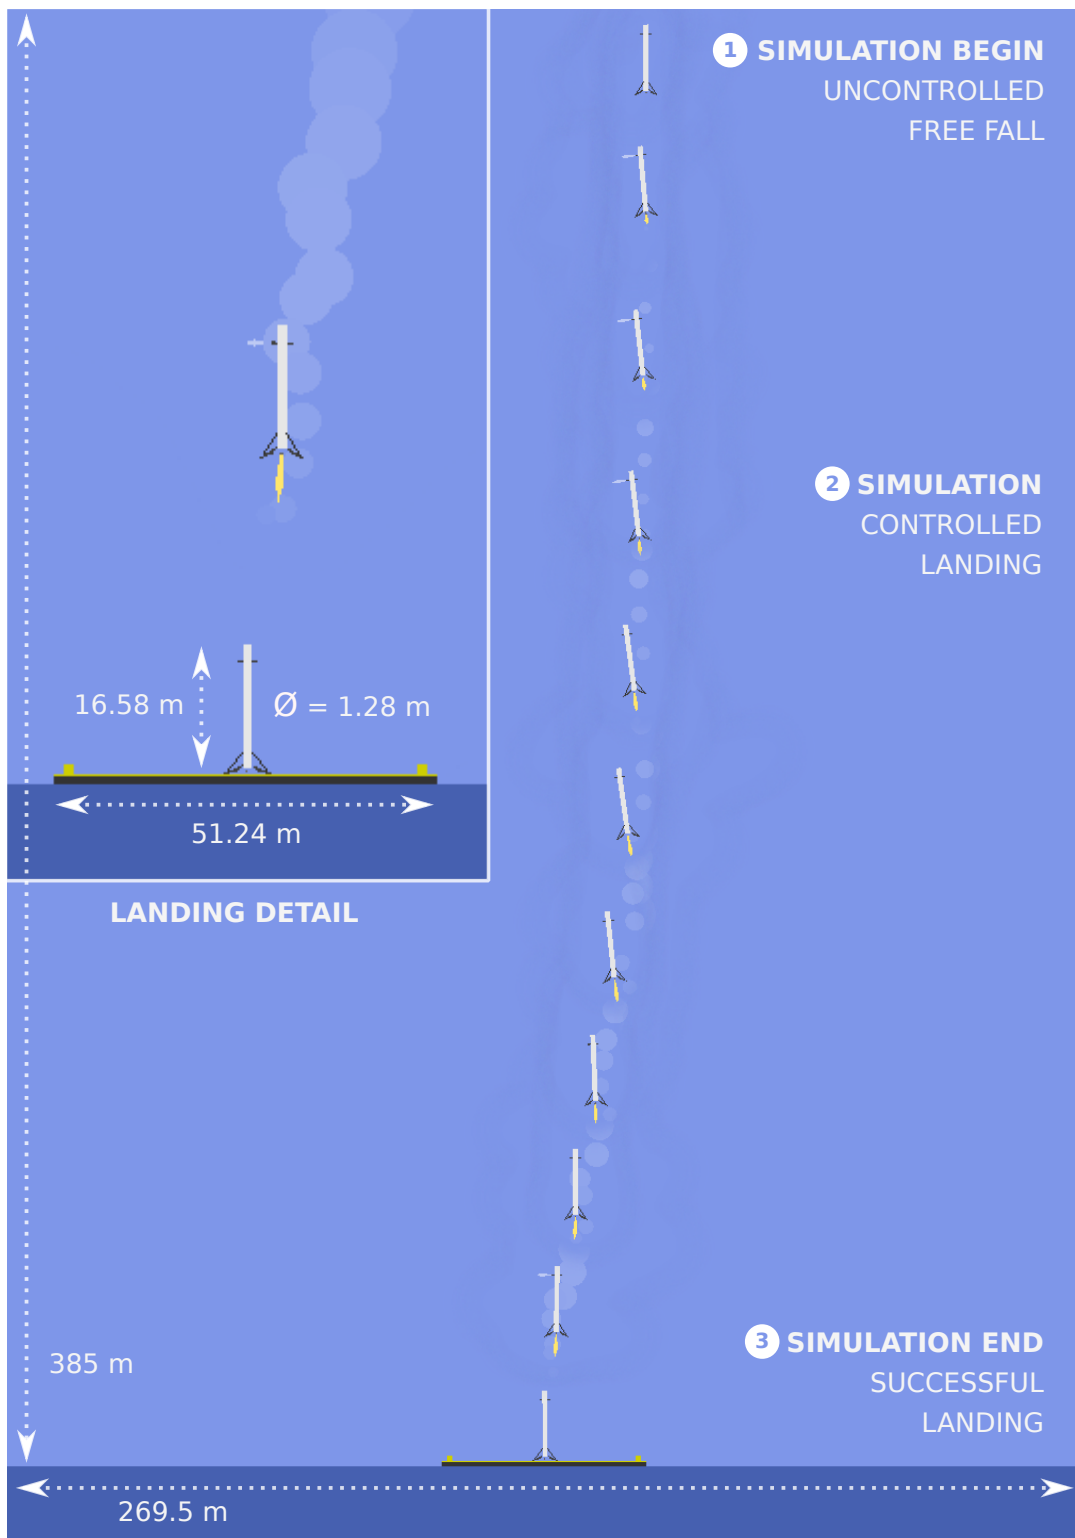 1 SIMULATION BEGIN
UNCONTROLLED
FREE FALL
2 SIMULATION
CONTROLLED
LANDING
16.58 m
Ø = 1.28 m
51.24 m
LANDING DETAIL
3 SIMULATION END
SUCCESSFUL
LANDING
385 m
269.5 m